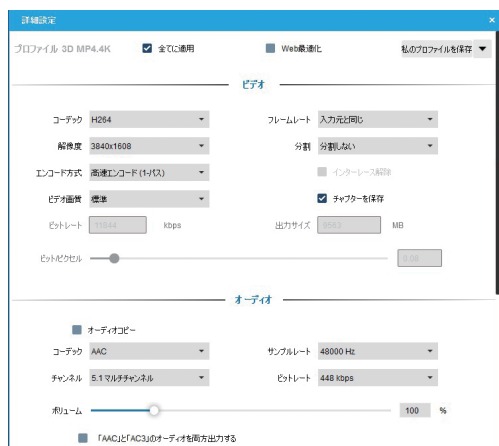 詳細設定 ×
プロファイル 3D MP4.4K 全てに適用 Web最適化 私のプロファイルを保存
ビデオ
コーデック H264 フレームレート 入力元と同じ
解像度 3840x1608 分割 分割しない
エンコード方式 高速エンコード (1-パス) インターレース解除
ビデオ画質 標準 チャプターを保存
ビットレート 11044 kbps 出力サイズ 6563 MB
ビット/ピクセル 0.08
オーディオ
オーディオコピー
コーデック AAC サンプルレート 48000 Hz
チャンネル 5.1 マルチチャンネル ビットレート 448 kbps
ボリューム 100 %
「AAC」と「AC3」のオーディオを両方出力する